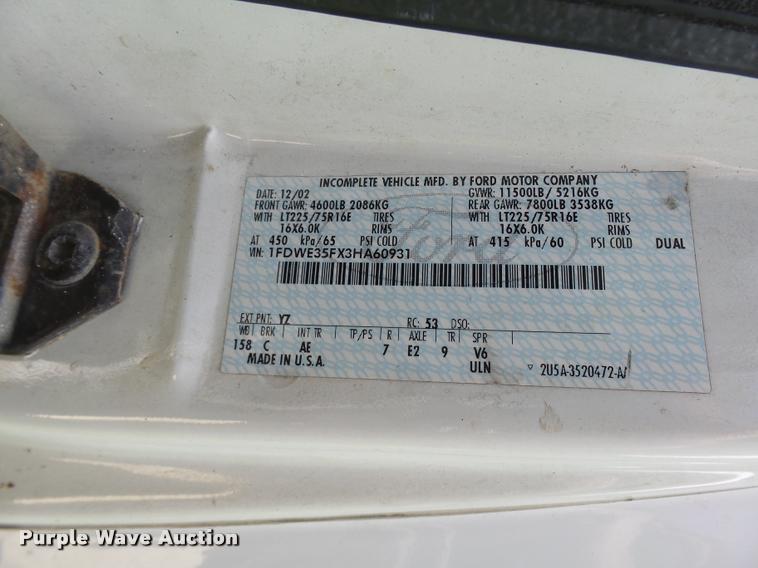 INCOMPLETE VEHICLE MFD. BY FORD MOTOR COMPANY
DATE: 12/02 GVWR: 11500LB/ 5216KG
FRONT GAWR: 4600LB 2086KG REAR GAWR: 7800LB 3538KG
WITH LT225/75R16E TIRES WITH LT225/75R16E TIRES
16X6.0K RIMS 16X6.0K RIMS
AT 450 kPa/65 PSI COLD AT 415 kPa/60 PSI COLD DUAL
VIN: 1FDWE35FX3HA60931
Ford
EXT PNT: YZ RC: 53 DSO:
WB BRK INT TR TP/PS R AXLE TR SPR
158 C AE 7 E2 9 V6
MADE IN U.S.A. ULN ▽ 2U5A-3520472-AJ
Purple Wave Auction